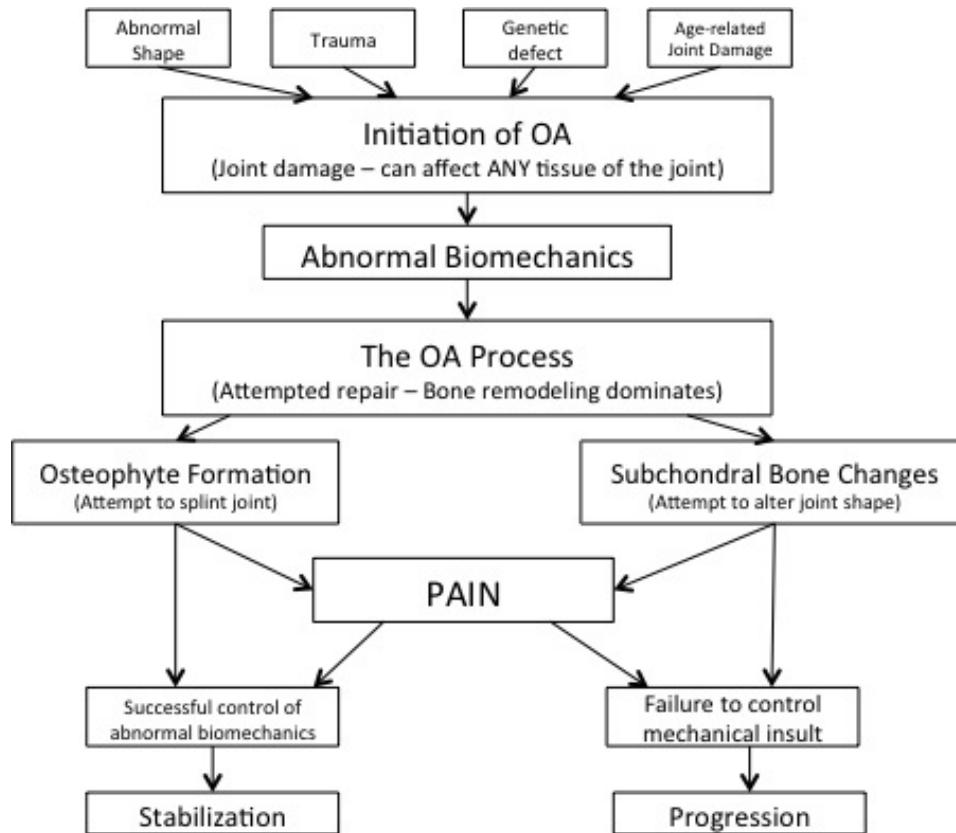 Abnormal
Shape
Trauma
Genetic
defect
Age-related
Joint Damage
Initiation of OA
(Joint damage – can affect ANY tissue of the joint)
Abnormal Biomechanics
The OA Process
(Attempted repair – Bone remodeling dominates)
Osteophyte Formation
(Attempt to splint joint)
Subchondral Bone Changes
(Attempt to alter joint shape)
PAIN
Successful control of
abnormal biomechanics
Failure to control
mechanical insult
Stabilization
Progression